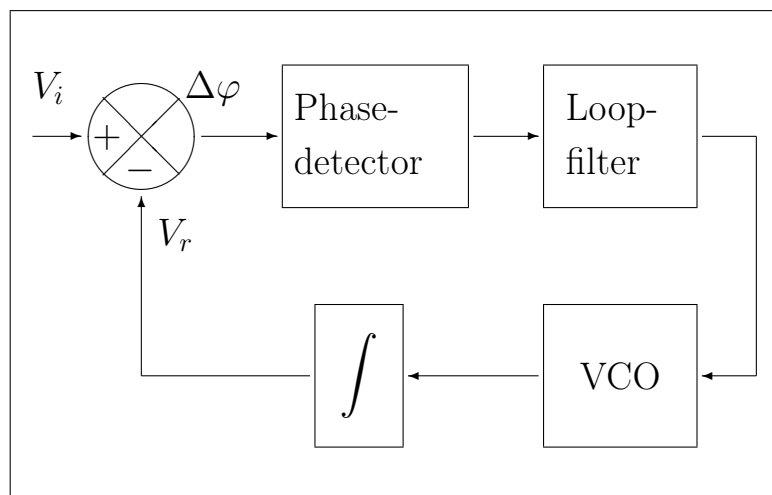 V_i
Δφ
+
−
V_r
Phase-
detector
Loop-
filter
∫
VCO